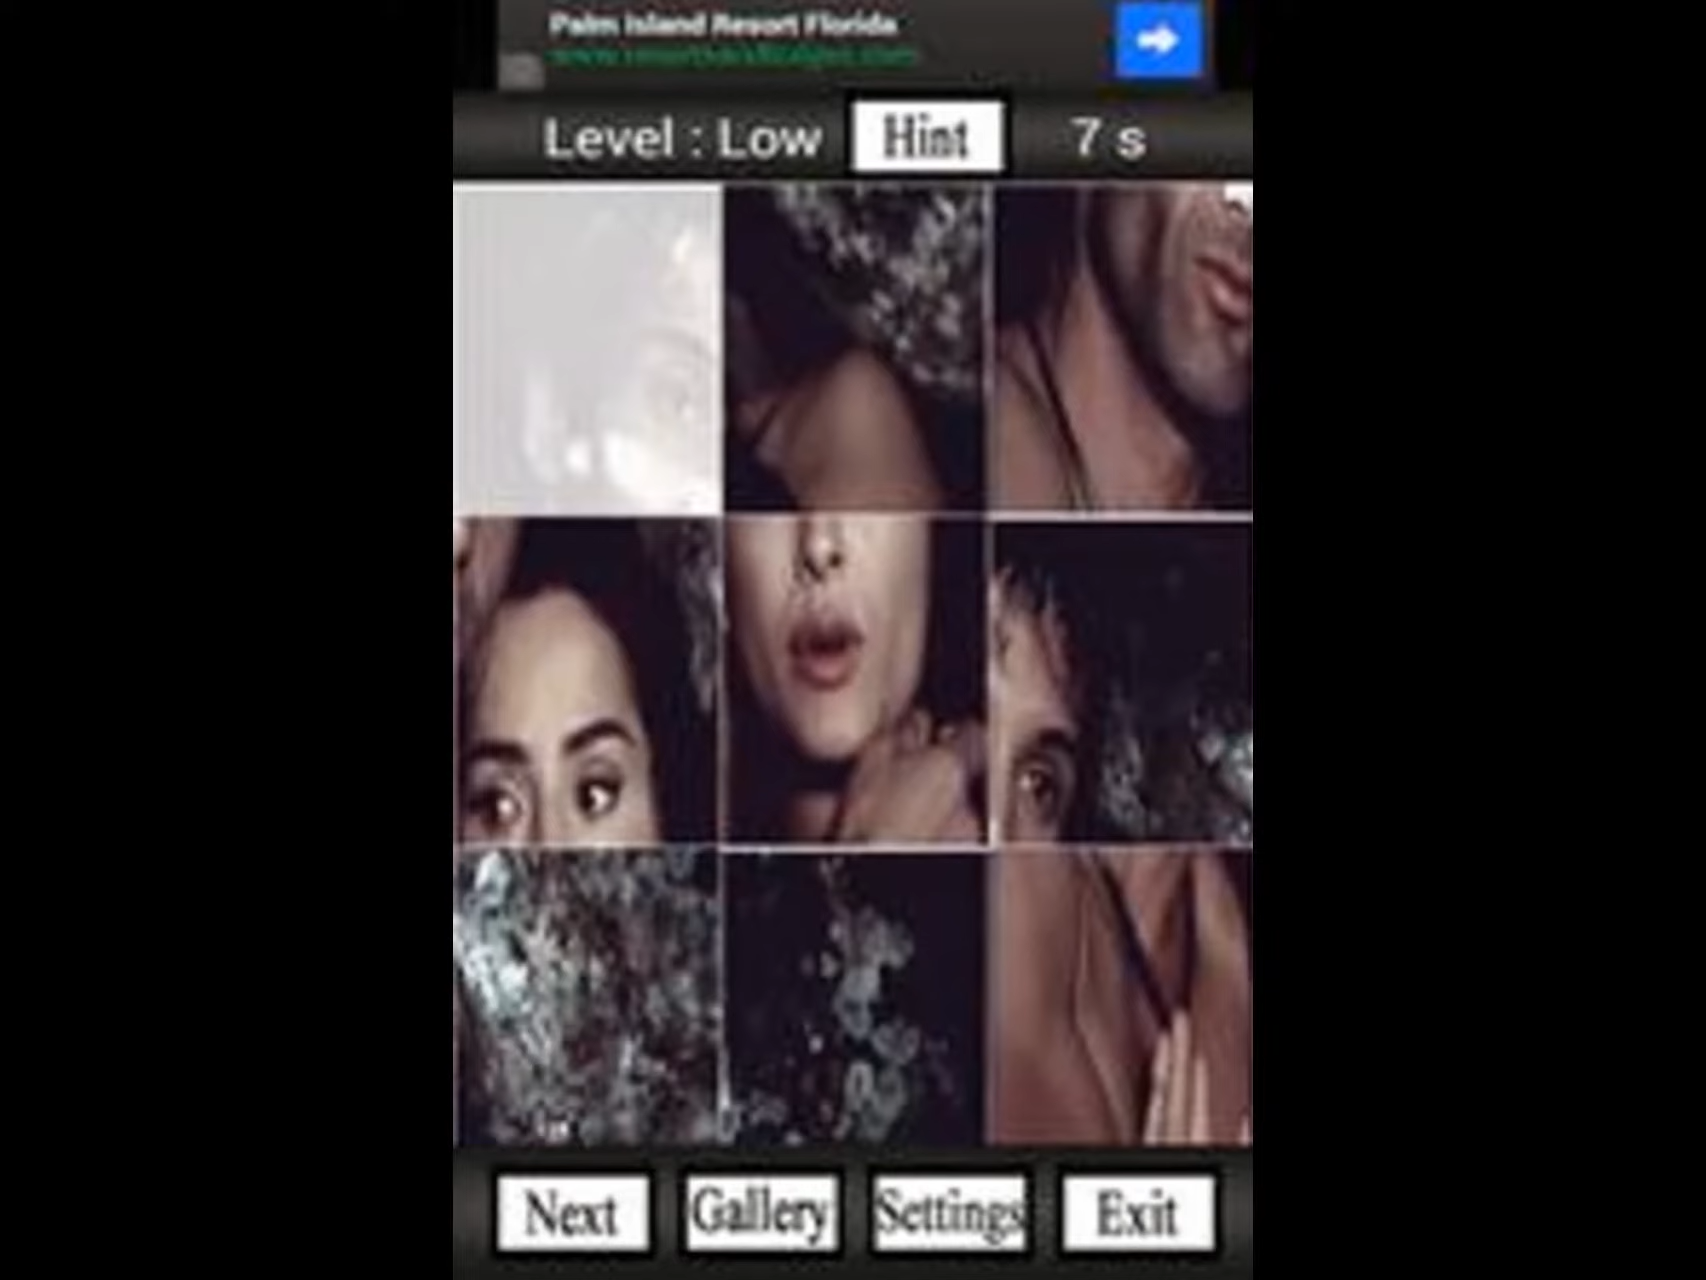 Palm Island Resort Florida
Level : Low
Hint
7 s
Next
Gallery
Settings
Exit